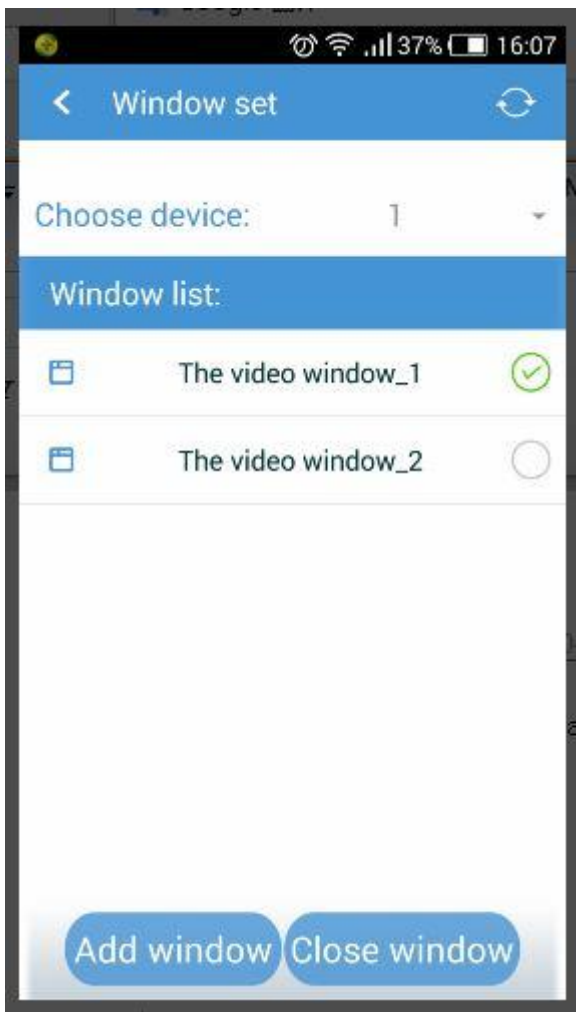 37% 16:07
Window set
Choose device: 1
Window list:
The video window_1
The video window_2
Add window Close window